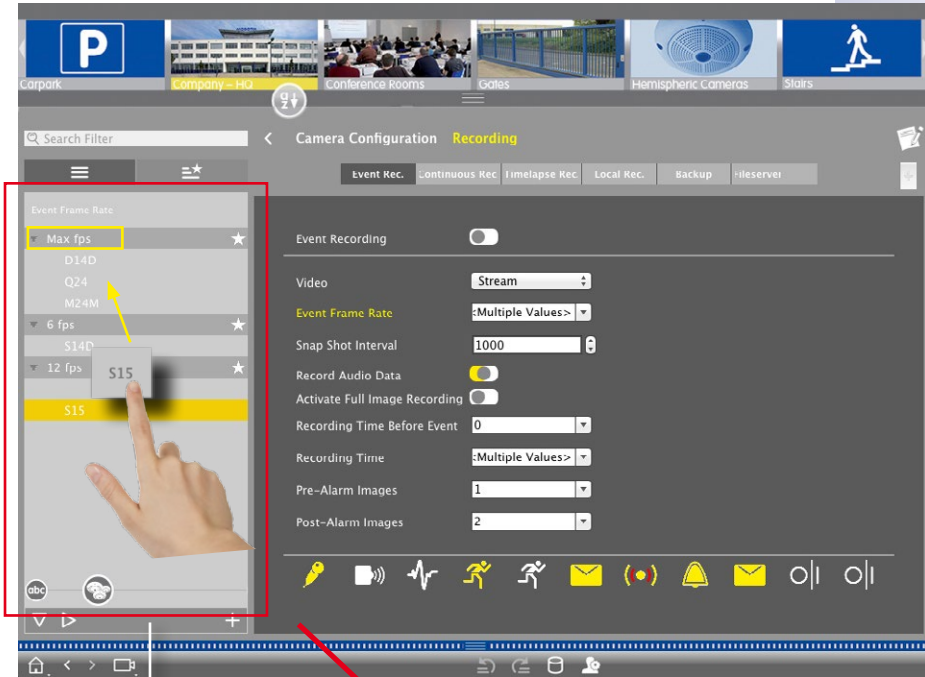 P
Carpark
Company – HQ
Conference Rooms
Gates
Hemispheric Cameras
Stairs
Search Filter
Camera Configuration Recording
Event Rec. Continuous Rec Timelapse Rec Local Rec. Backup Fileserver
Event Frame Rate
Max fps
D14D
Q24
M24M
6 fps
S14D
12 fps
S15
S15
Event Recording
Video Stream
Event Frame Rate <Multiple Values>
Snap Shot Interval 1000
Record Audio Data
Activate Full Image Recording
Recording Time Before Event 0
Recording Time <Multiple Values>
Pre-Alarm Images 1
Post-Alarm Images 2
abc